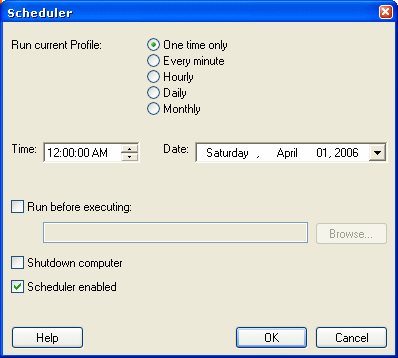 Scheduler
Run current Profile:
One time only
Every minute
Hourly
Daily
Monthly
Time: 12:00:00 AM Date: Saturday , April 01, 2006
Run before executing:
Browse...
Shutdown computer
Scheduler enabled
Help OK Cancel